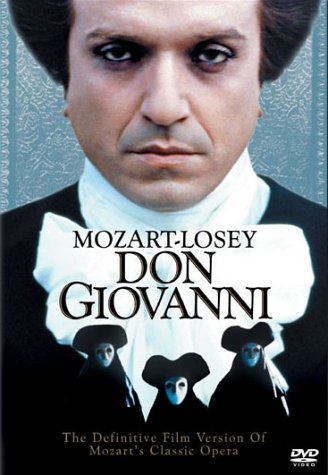 MOZART-LOSEY
DON
GIOVANNI
The Definitive Film Version Of
Mozart's Classic Opera
DVD
VIDEO